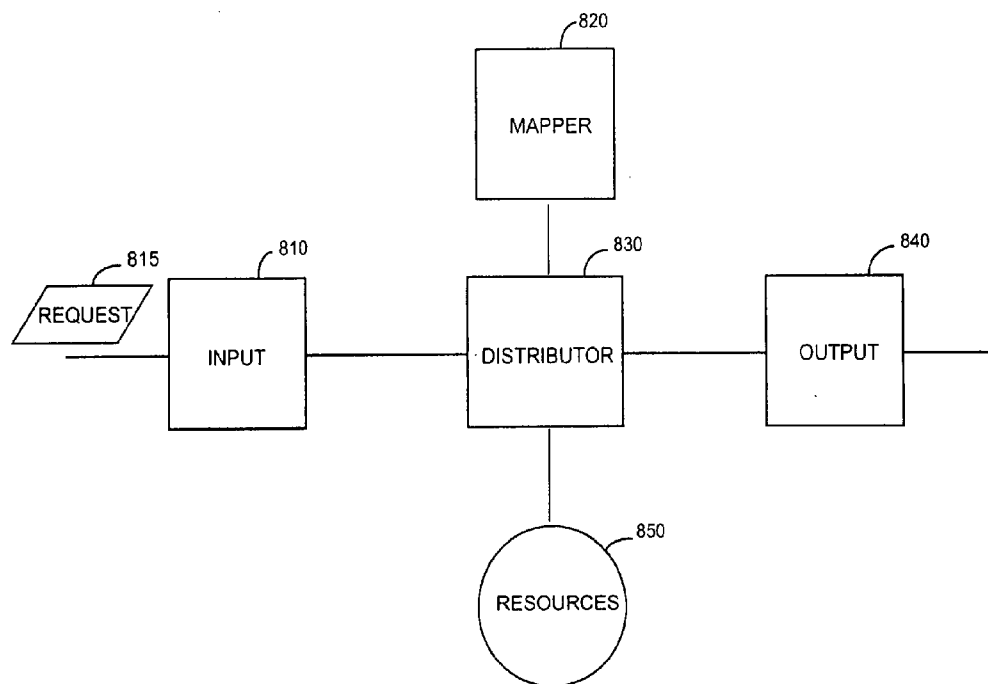 820
MAPPER
815
810
830
840
REQUEST
INPUT
DISTRIBUTOR
OUTPUT
850
RESOURCES